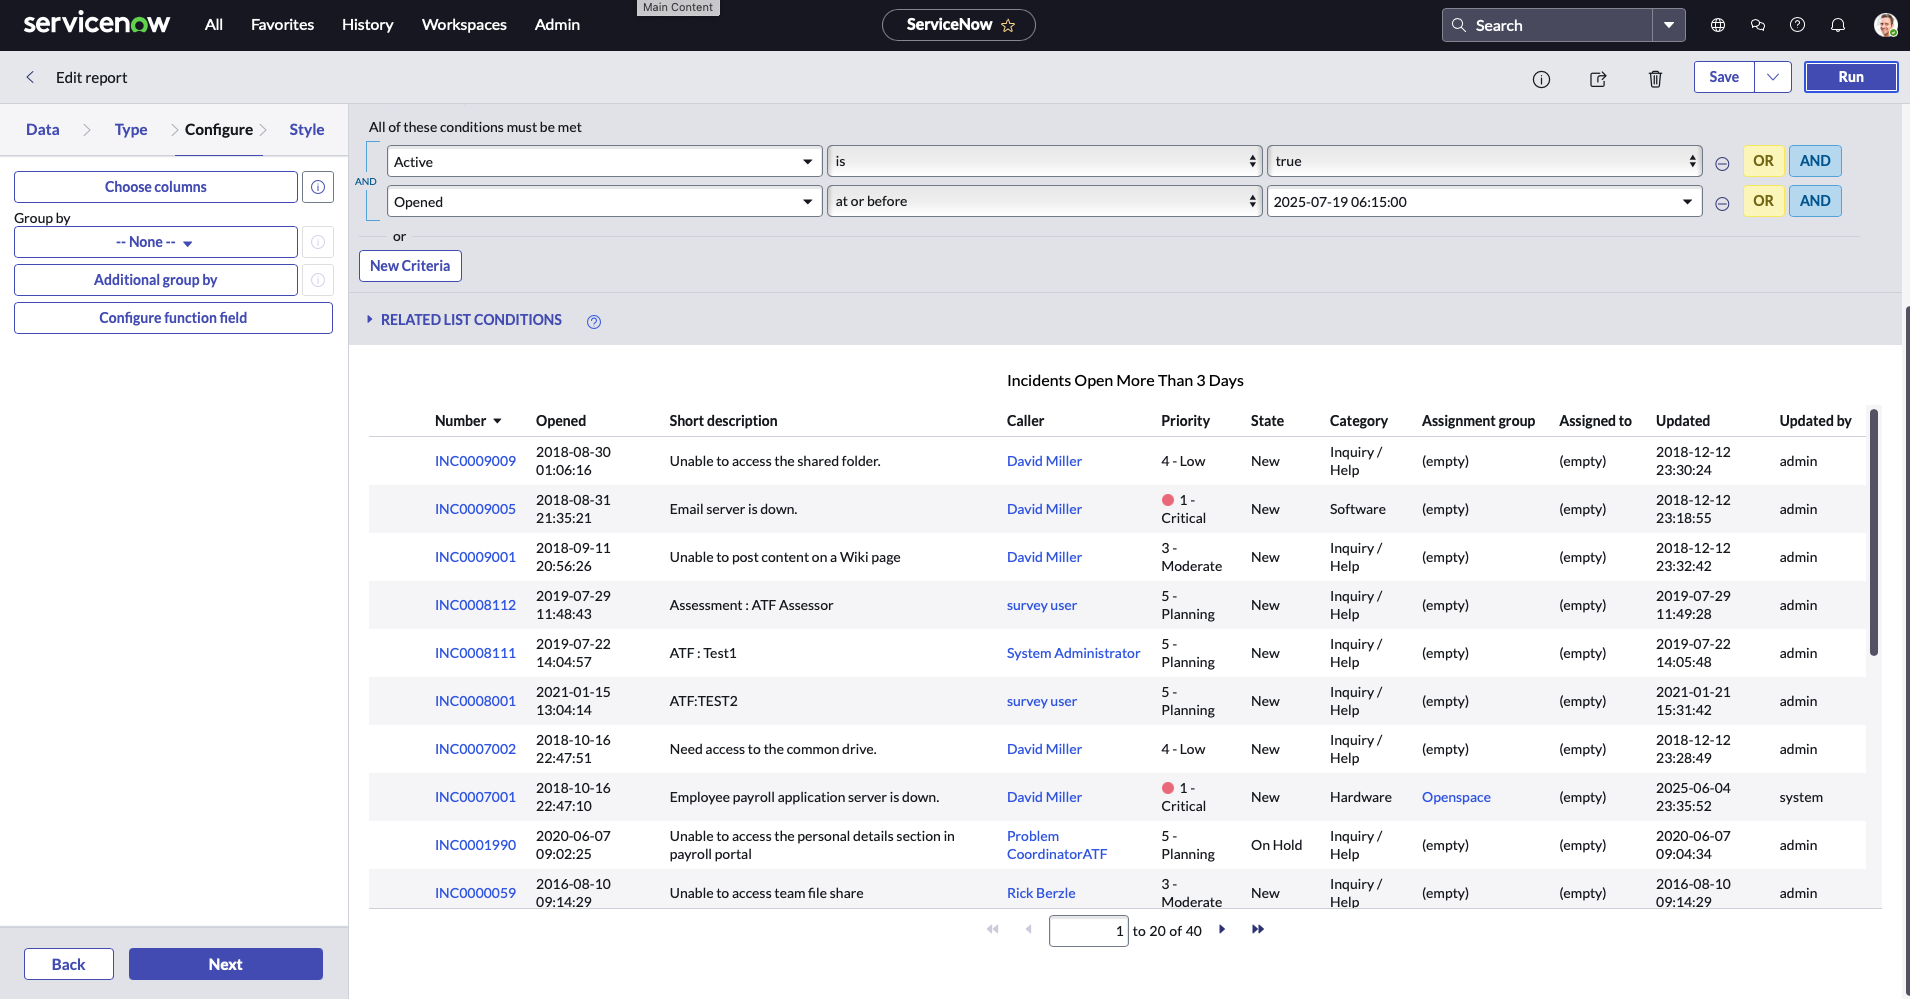 Main Content
servicenow All Favorites History Workspaces Admin ServiceNow Search
Edit report Save Run
Data Type Configure Style
Choose columns
Group by
-- None --
Additional group by
Configure function field
All of these conditions must be met
Active is true OR AND
AND
Opened at or before 2025-07-19 06:15:00 OR AND
or
New Criteria
RELATED LIST CONDITIONS
Incidents Open More Than 3 Days
Number Opened Short description Caller Priority State Category Assignment group Assigned to Updated Updated by
INC0009009 2018-08-30 01:06:16 Unable to access the shared folder. David Miller 4 - Low New Inquiry / Help (empty) (empty) 2018-12-12 23:30:24 admin
INC0009005 2018-08-31 21:35:21 Email server is down. David Miller 1 - Critical New Software (empty) (empty) 2018-12-12 23:18:55 admin
INC0009001 2018-09-11 20:56:26 Unable to post content on a Wiki page David Miller 3 - Moderate New Inquiry / Help (empty) (empty) 2018-12-12 23:32:42 admin
INC0008112 2019-07-29 11:48:43 Assessment : ATF Assessor survey user 5 - Planning New Inquiry / Help (empty) (empty) 2019-07-29 11:49:28 admin
INC0008111 2019-07-22 14:04:57 ATF : Test1 System Administrator 5 - Planning New Inquiry / Help (empty) (empty) 2019-07-22 14:05:48 admin
INC0008001 2021-01-15 13:04:14 ATF:TEST2 survey user 5 - Planning New Inquiry / Help (empty) (empty) 2021-01-21 15:31:42 admin
INC0007002 2018-10-16 22:47:51 Need access to the common drive. David Miller 4 - Low New Inquiry / Help (empty) (empty) 2018-12-12 23:28:49 admin
INC0007001 2018-10-16 22:47:10 Employee payroll application server is down. David Miller 1 - Critical New Hardware Openspace (empty) 2025-06-04 23:35:52 system
INC0001990 2020-06-07 09:02:25 Unable to access the personal details section in payroll portal Problem CoordinatorATF 5 - Planning On Hold Inquiry / Help (empty) (empty) 2020-06-07 09:04:34 admin
INC0000059 2016-08-10 09:14:29 Unable to access team file share Rick Berzle 3 - Moderate New Inquiry / Help (empty) (empty) 2016-08-10 09:14:29 admin
1 to 20 of 40
Back Next